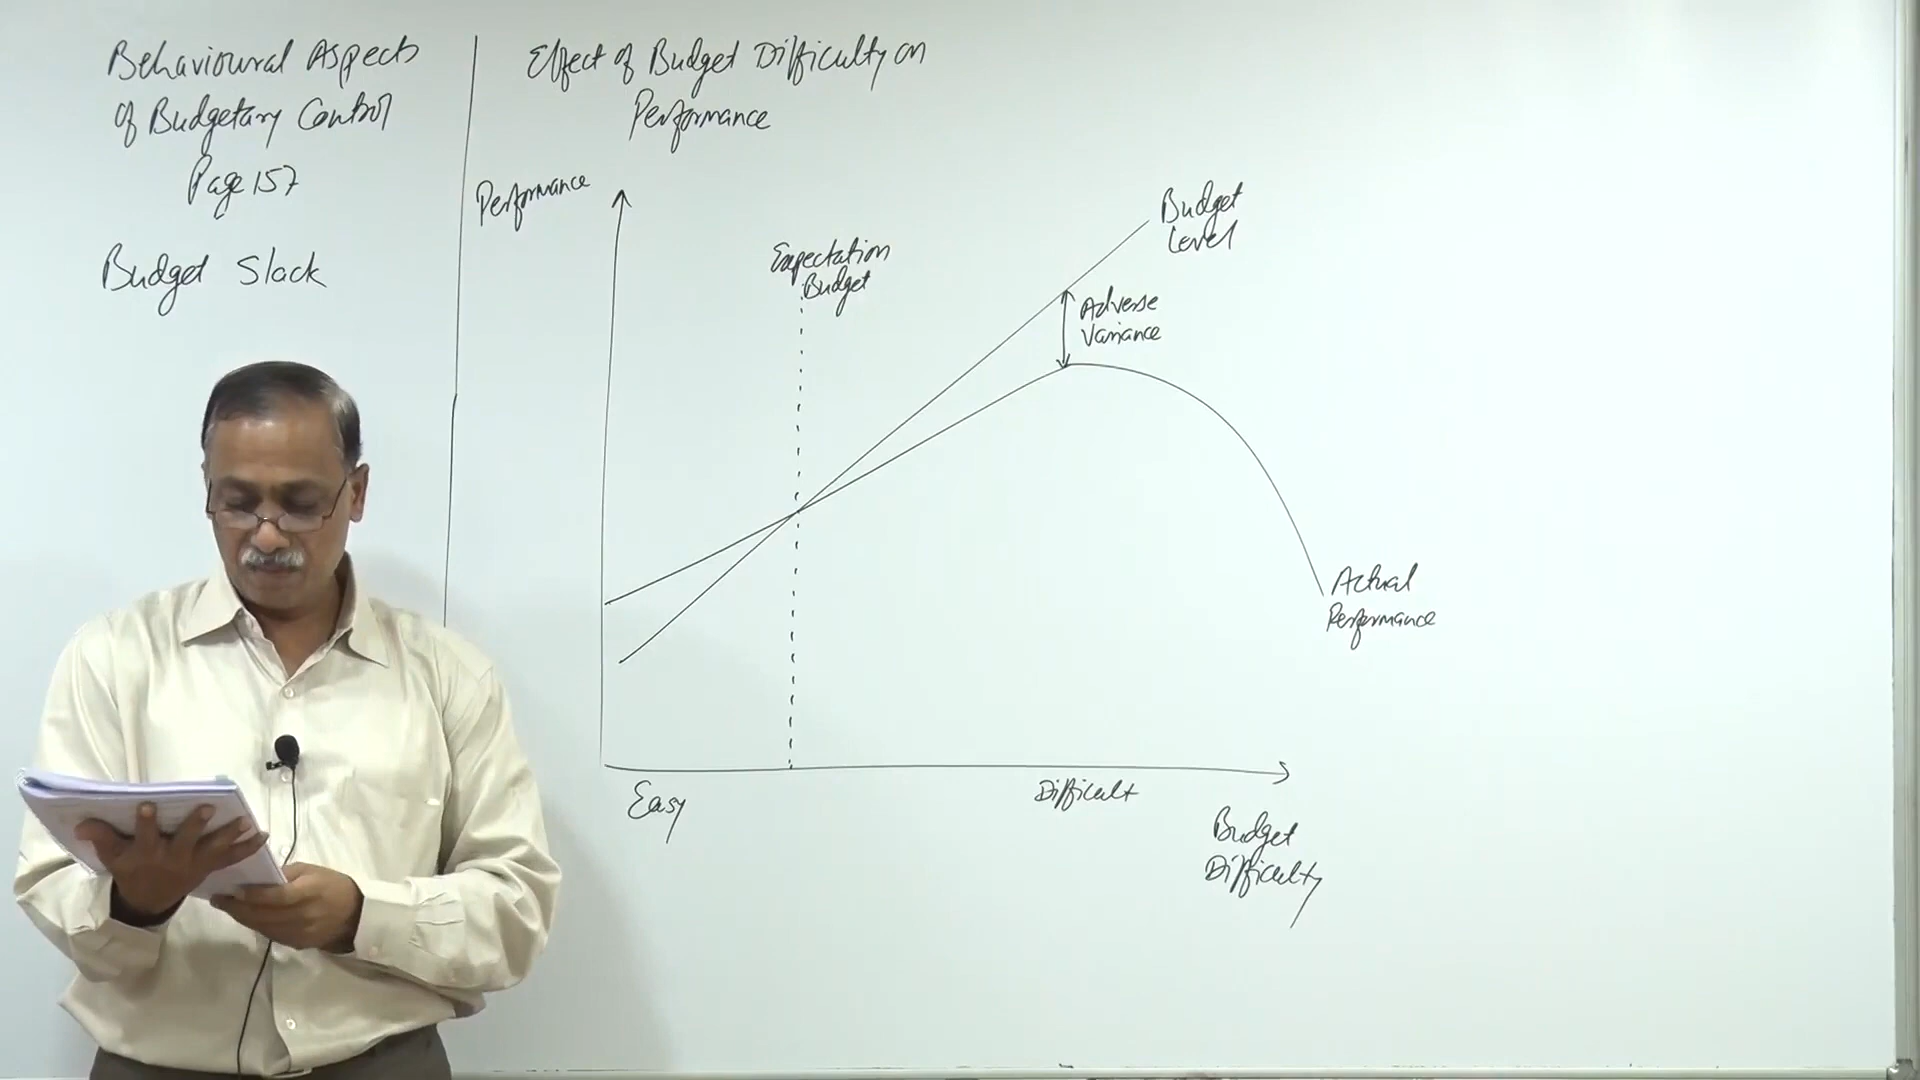 Behavioural Aspects
of Budgetary Control
Page 157
Budget Slack
Effect of Budget Difficulty on
Performance
Performance
Expectation
Budget
Budget
Level
Adverse
Variance
Actual
Performance
Easy
Difficult
Budget
Difficulty